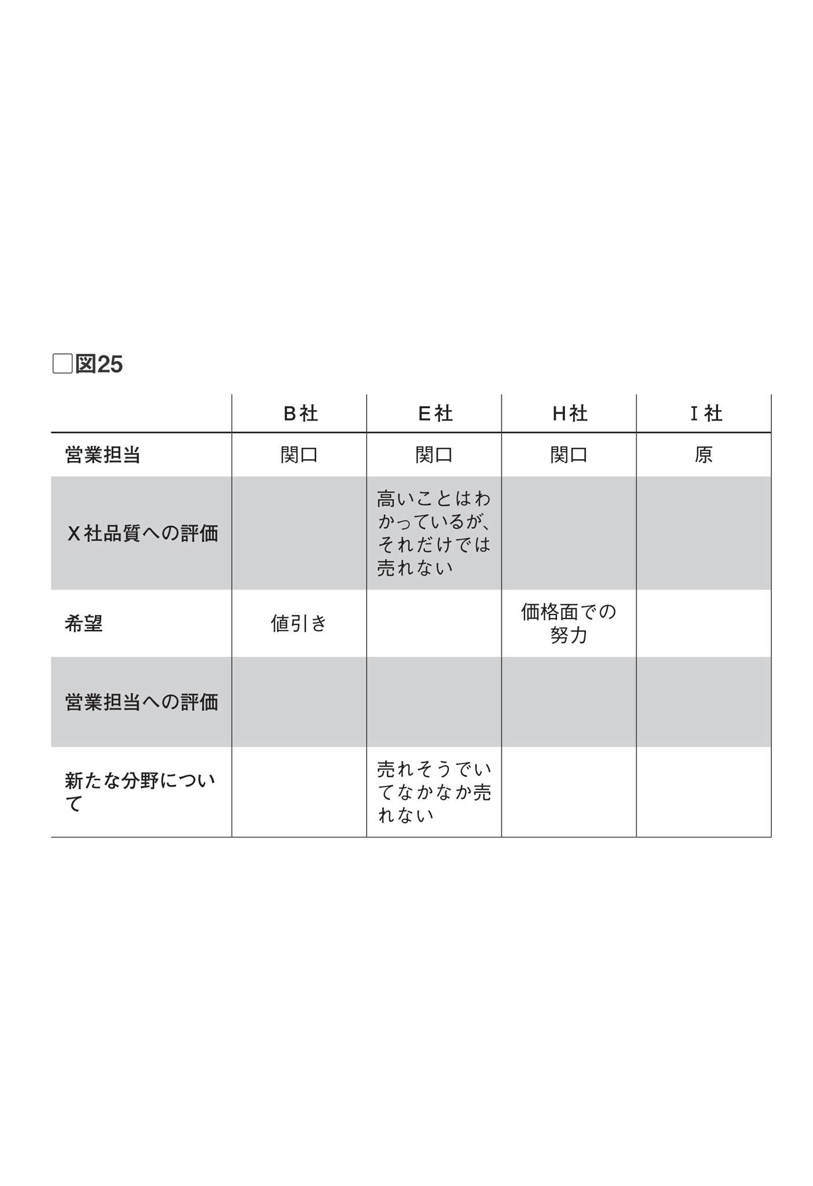 □図25
B社 E社 H社 I社
営業担当 関口 関口 関口 原
X社品質への評価
高いことはわ
かっているが、
それだけでは
売れない
希望 値引き
価格面での
努力
営業担当への評価
新たな分野につい
て
売れそうでい
てなかなか売
れない